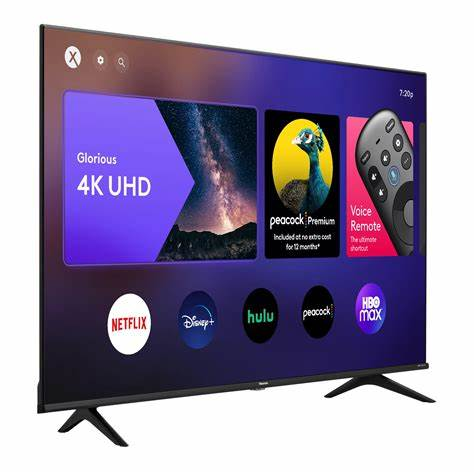 X
7:20p
Glorious
4K UHD
peacock Premium
Included at no extra cost
for 12 months*
Voice
Remote
The ultimate
shortcut
NETFLIX
Disney+
hulu
peacock
HBO
max
Hisense